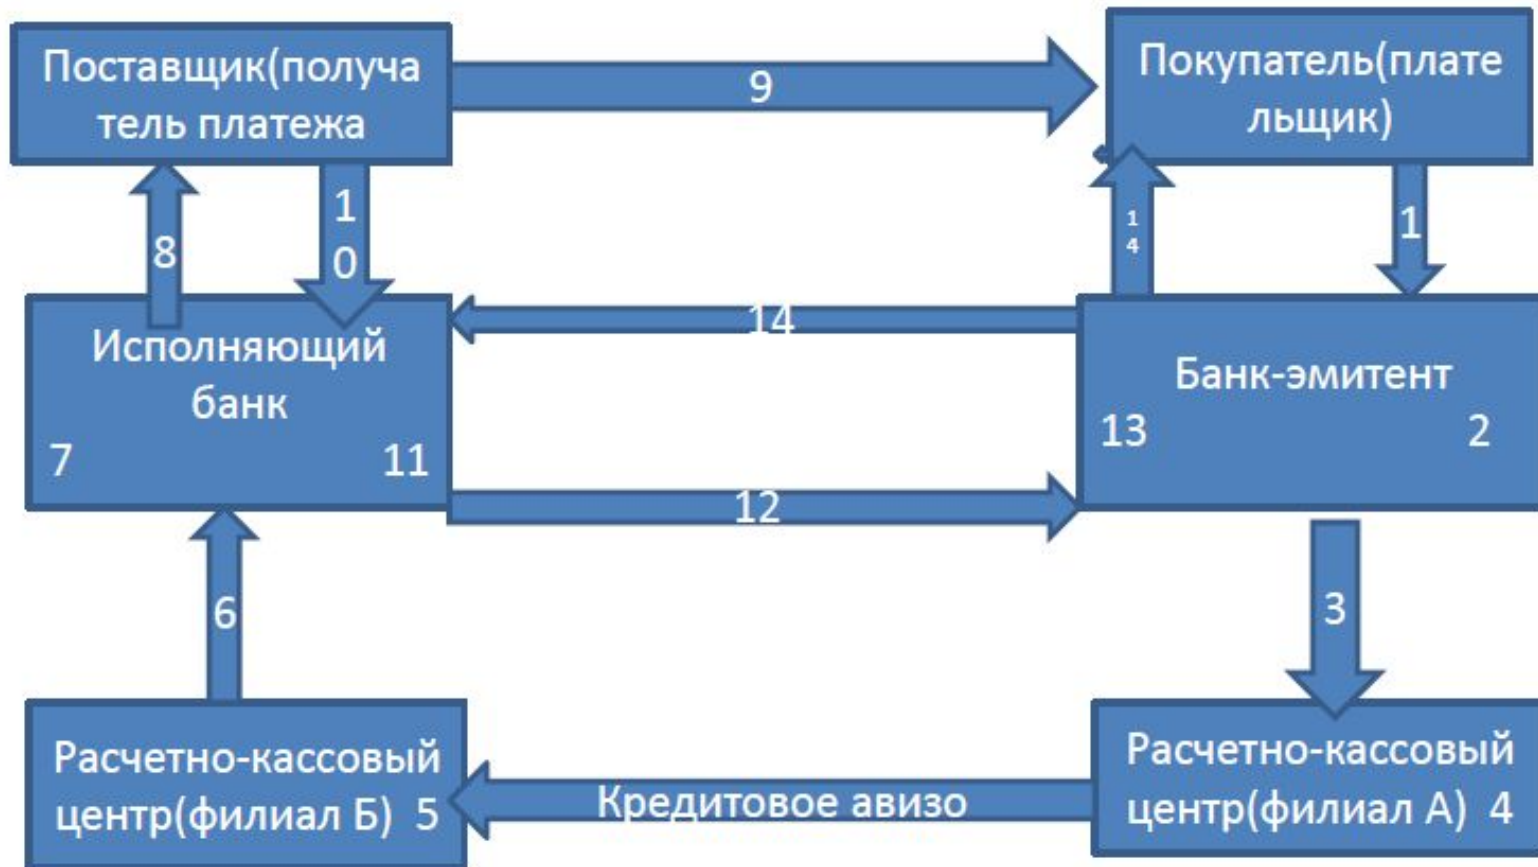 Поставщик(получа
тель платежа
9
Покупатель(плате
льщик)
8
1
0
1
4
1
Исполняющий
банк
7 11
14
Банк-эмитент
13 2
12
6
3
Расчетно-кассовый
центр(филиал Б) 5
Кредитовое авизо
Расчетно-кассовый
центр(филиал А) 4